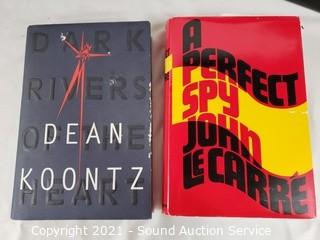 DARK
RIVERS
OF THE
HEART
DEAN
KOONTZ
A
PERFECT
SPY
JOHN
LE CARRÉ
Copyright 2021 - Sound Auction Service